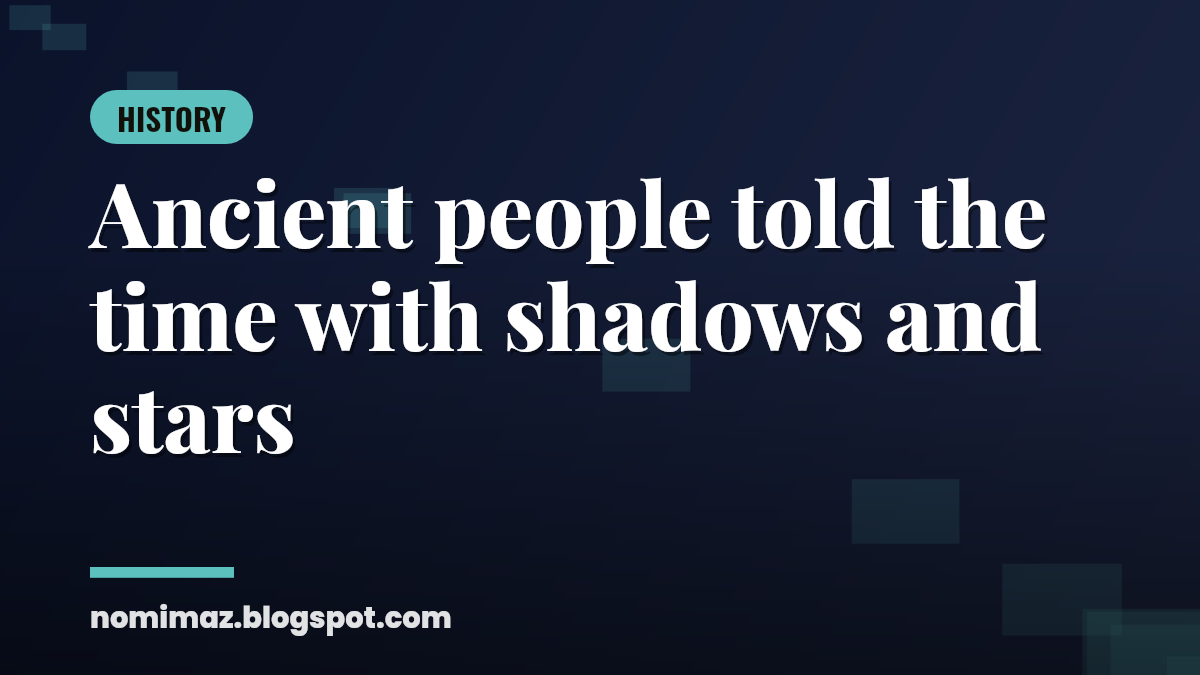 HISTORY
Ancient people told the
time with shadows and
stars
nomimaz.blogspot.com